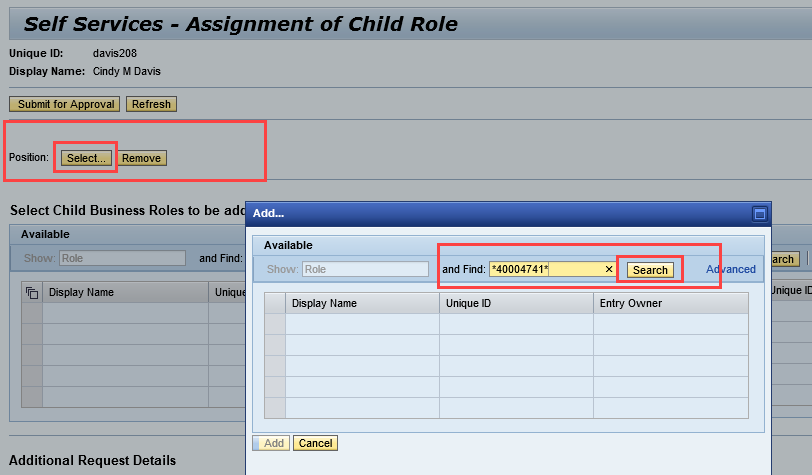 Self Services - Assignment of Child Role
Unique ID: davis208
Display Name: Cindy M Davis
Submit for Approval Refresh
Position: Select... Remove
Select Child Business Roles to be add
Available
Show: Role and Find:
arch
Display Name Unique
Unique ID
Add...
Available
Show: Role and Find: *40004741* × Search Advanced
Display Name Unique ID Entry Owner
Add Cancel
Additional Request Details